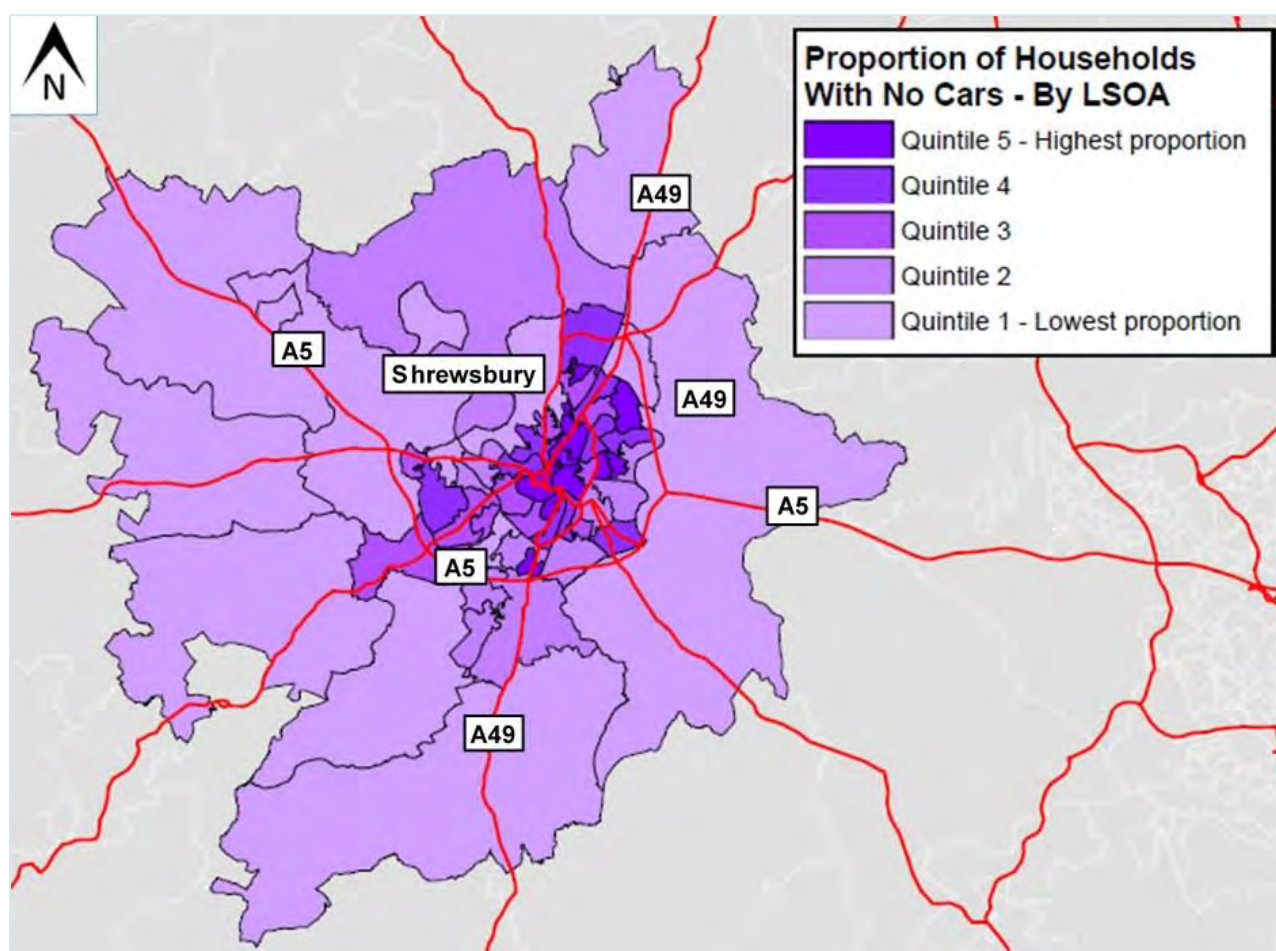 N
Proportion of Households
With No Cars - By LSOA
Quintile 5 - Highest proportion
Quintile 4
Quintile 3
Quintile 2
Quintile 1 - Lowest proportion
A49
A5
Shrewsbury
A49
A5
A5
A49